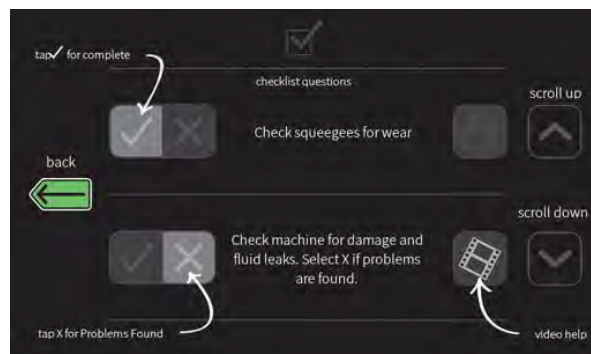 tap✓ for complete
checklist questions
scroll up
Check squeegees for wear
back
scroll down
Check machine for damage and
fluid leaks. Select X if problems
are found.
tap X for Problems Found
video help